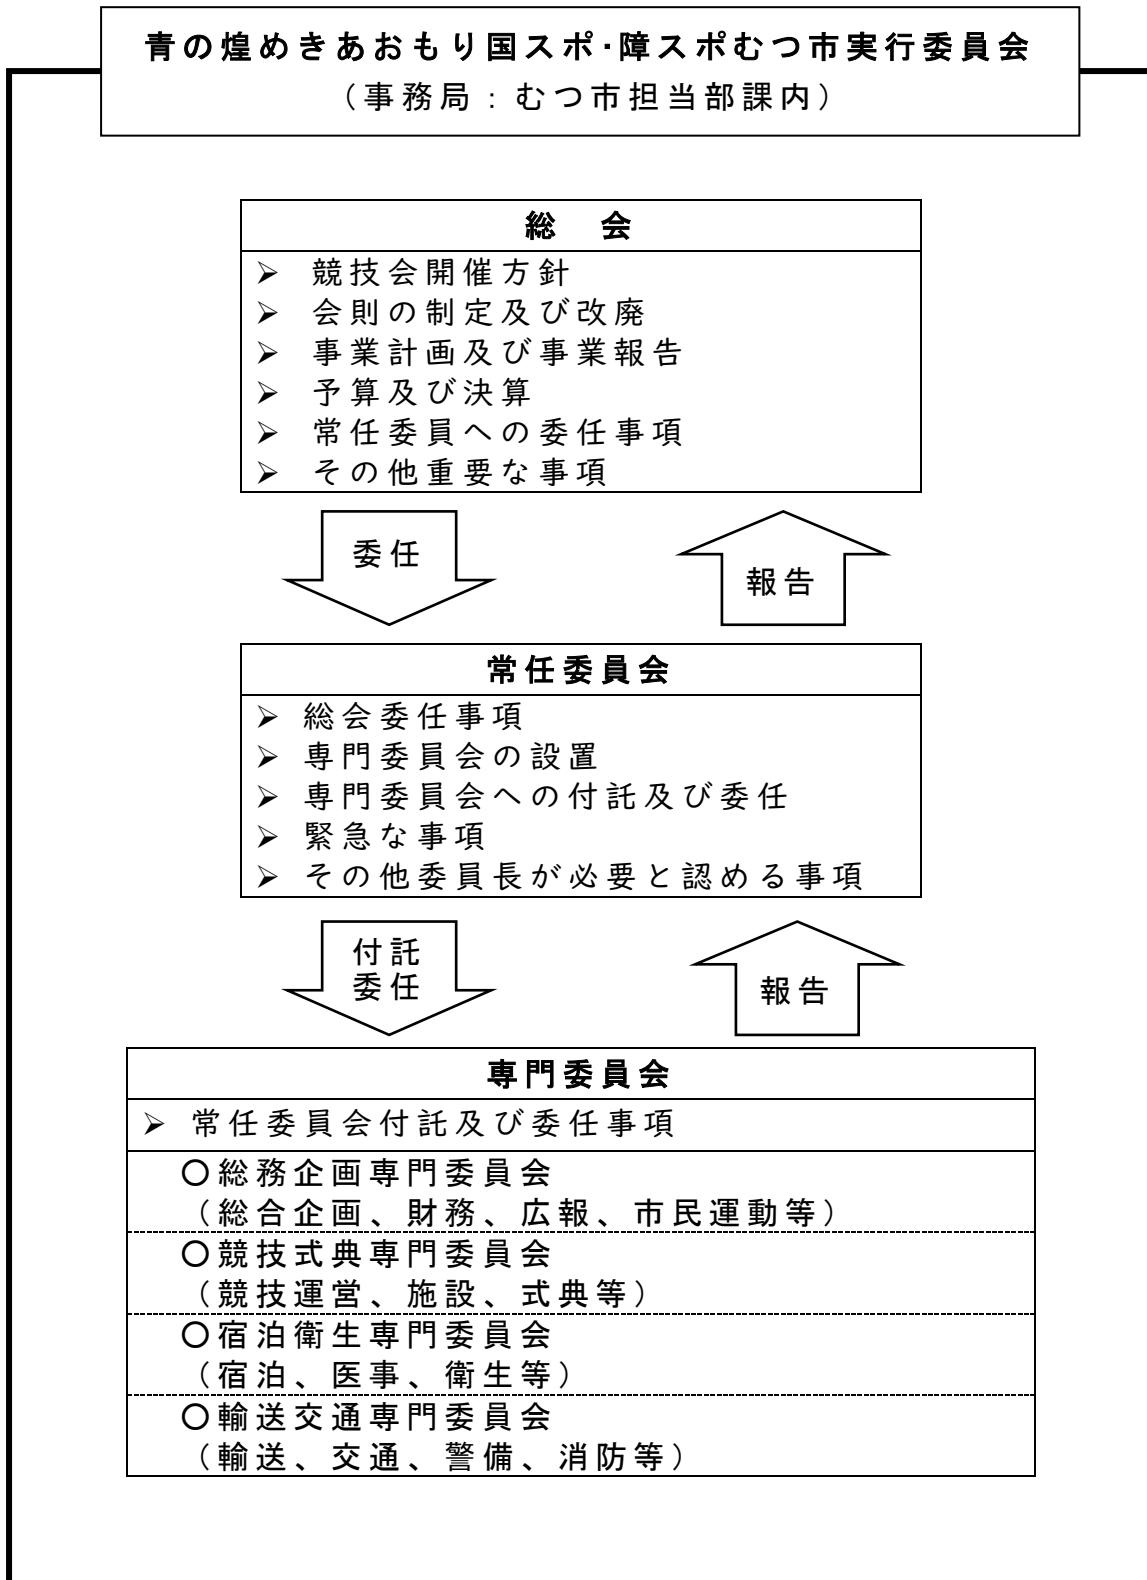 青の煌めきあおもり国スポ･障スポむつ市実行委員会
（事務局：むつ市担当部課内）
総　会
➢ 競技会開催方針
➢ 会則の制定及び改廃
➢ 事業計画及び事業報告
➢ 予算及び決算
➢ 常任委員への委任事項
➢ その他重要な事項
委任
報告
常任委員会
➢ 総会委任事項
➢ 専門委員会の設置
➢ 専門委員会への付託及び委任
➢ 緊急な事項
➢ その他委員長が必要と認める事項
付託
委任
報告
専門委員会
➢ 常任委員会付託及び委任事項
〇総務企画専門委員会
（総合企画、財務、広報、市民運動等）
〇競技式典専門委員会
（競技運営、施設、式典等）
〇宿泊衛生専門委員会
（宿泊、医事、衛生等）
〇輸送交通専門委員会
（輸送、交通、警備、消防等）